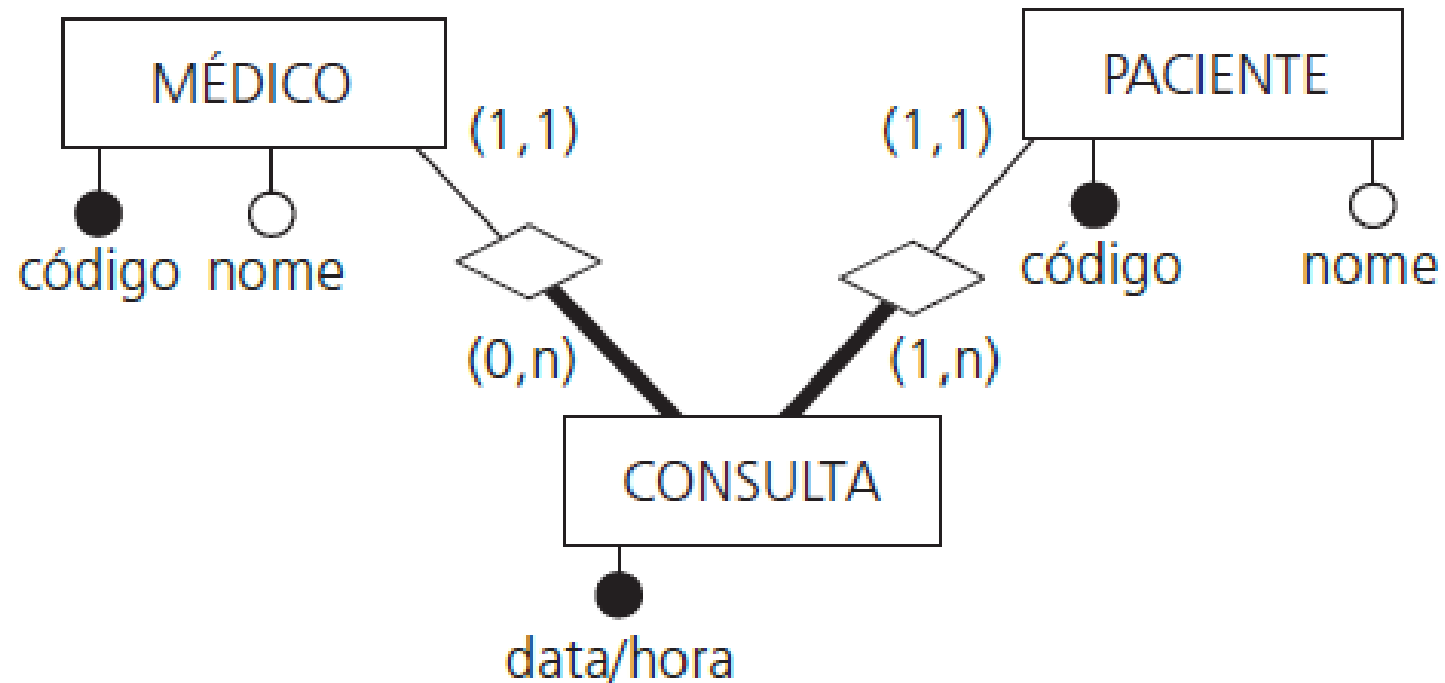 MÉDICO
PACIENTE
(1,1)
(1,1)
código
nome
código
nome
(0,n)
(1,n)
CONSULTA
data/hora